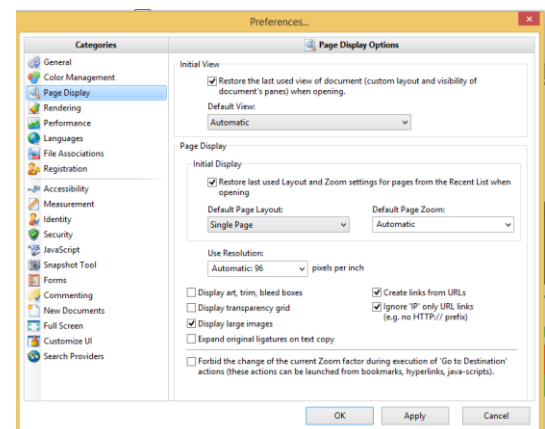 Preferences...
Categories
Page Display Options
General
Color Management
Page Display
Rendering
Performance
Languages
File Associations
Registration
Accessibility
Measurement
Identity
Security
JavaScript
Snapshot Tool
Forms
Commenting
New Documents
Full Screen
Customize UI
Search Providers
Initial View
Restore the last used view of document (custom layout and visibility of
document's panes) when opening.
Default View:
Automatic
Page Display
Initial Display
Restore last used Layout and Zoom settings for pages from the Recent List when
opening
Default Page Layout:
Default Page Zoom:
Single Page
Automatic
Use Resolution:
Automatic: 96
pixels per inch
Display art, trim, bleed boxes
Create links from URLs
Display transparency grid
Ignore 'IP' only URL links
(e.g. no HTTP:// prefix)
Display large images
Expand original ligatures on text copy
Forbid the change of the current Zoom factor during execution of 'Go to Destination'
actions (these actions can be launched from bookmarks, hyperlinks, java-scripts).
OK
Apply
Cancel